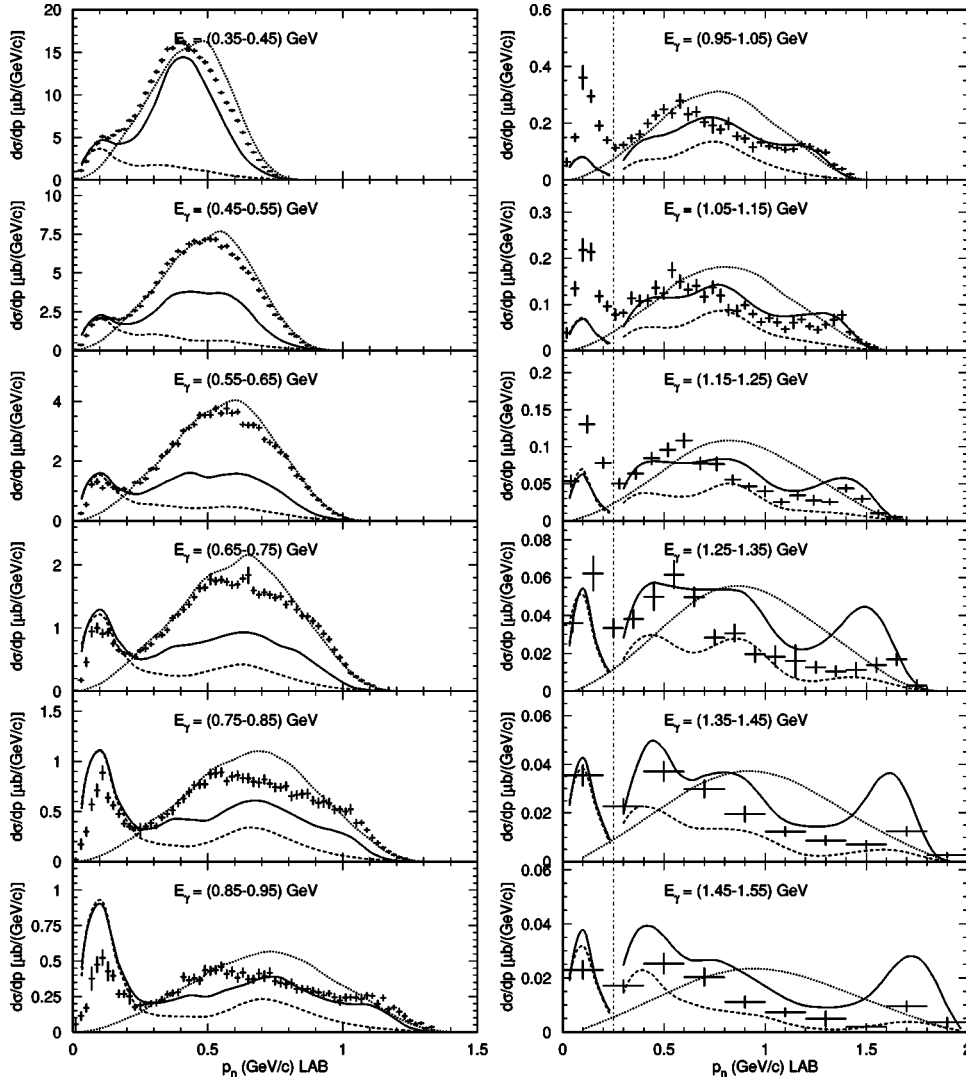 dσ/dp [μb/(GeV/c)]
20
15
10
5
0
E_γ = (0.35-0.45) GeV
dσ/dp [μb/(GeV/c)]
10
7.5
5
2.5
0
E_γ = (0.45-0.55) GeV
dσ/dp [μb/(GeV/c)]
4
2
0
E_γ = (0.55-0.65) GeV
dσ/dp [μb/(GeV/c)]
2
1
0
E_γ = (0.65-0.75) GeV
dσ/dp [μb/(GeV/c)]
1.5
1
0.5
0
E_γ = (0.75-0.85) GeV
dσ/dp [μb/(GeV/c)]
1
0.75
0.5
0.25
0
E_γ = (0.85-0.95) GeV
0 0.5 1 1.5
p_n (GeV/c) LAB
dσ/dp [μb/(GeV/c)]
0.6
0.4
0.2
0
E_γ = (0.95-1.05) GeV
dσ/dp [μb/(GeV/c)]
0.3
0.2
0.1
0
E_γ = (1.05-1.15) GeV
dσ/dp [μb/(GeV/c)]
0.2
0.15
0.1
0.05
0
E_γ = (1.15-1.25) GeV
dσ/dp [μb/(GeV/c)]
0.08
0.06
0.04
0.02
0
E_γ = (1.25-1.35) GeV
dσ/dp [μb/(GeV/c)]
0.06
0.04
0.02
0
E_γ = (1.35-1.45) GeV
dσ/dp [μb/(GeV/c)]
0.06
0.04
0.02
0
E_γ = (1.45-1.55) GeV
0 0.5 1 1.5 2
p_n (GeV/c) LAB